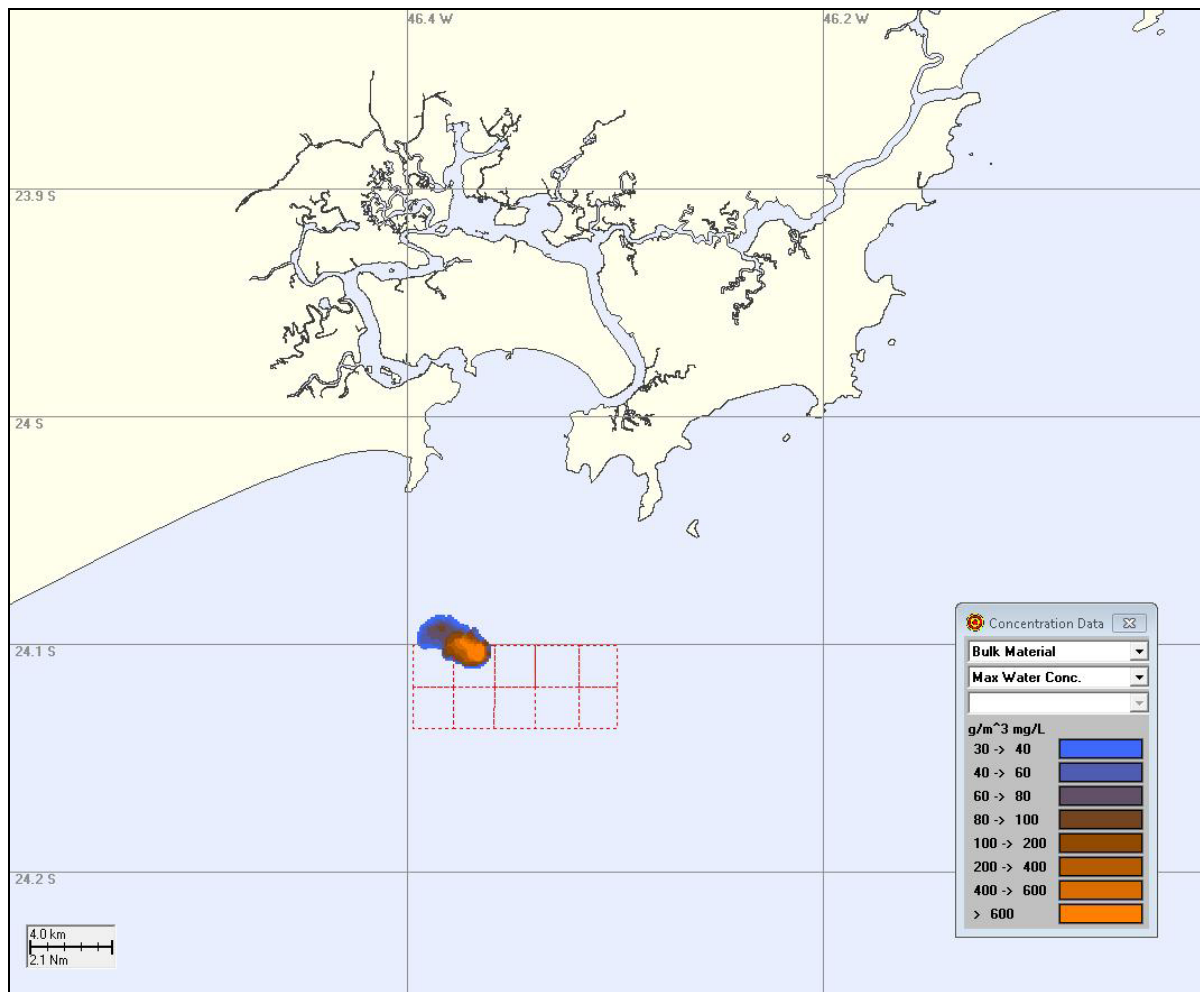 46.4 W
46.2 W
23.9 S
24 S
24.1 S
24.2 S
4.0 km
2.1 Nm
Concentration Data
Bulk Material
Max Water Conc.
g/m^3 mg/L
30 -> 40
40 -> 60
60 -> 80
80 -> 100
100 -> 200
200 -> 400
400 -> 600
> 600